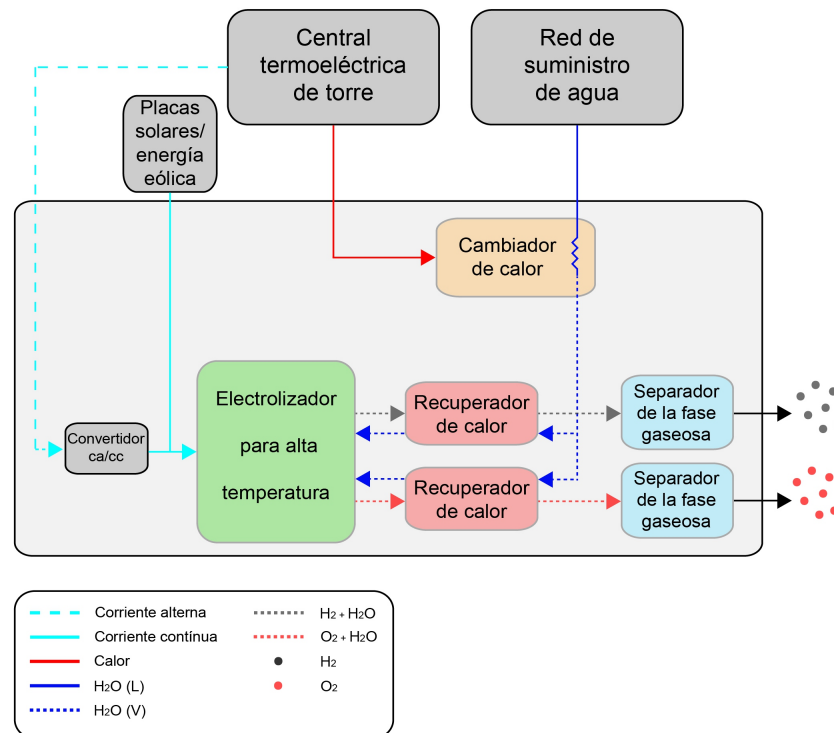 Central
termoeléctrica
de torre
Red de
suministro
de agua
Placas
solares/
energía
eólica
Cambiador
de calor
Electrolizador
para alta
temperatura
Recuperador
de calor
Separador
de la fase
gaseosa
Convertidor
ca/cc
Recuperador
de calor
Separador
de la fase
gaseosa
Corriente alterna
Corriente contínua
Calor
H2O (L)
H2O (V)
H2 + H2O
O2 + H2O
H2
O2